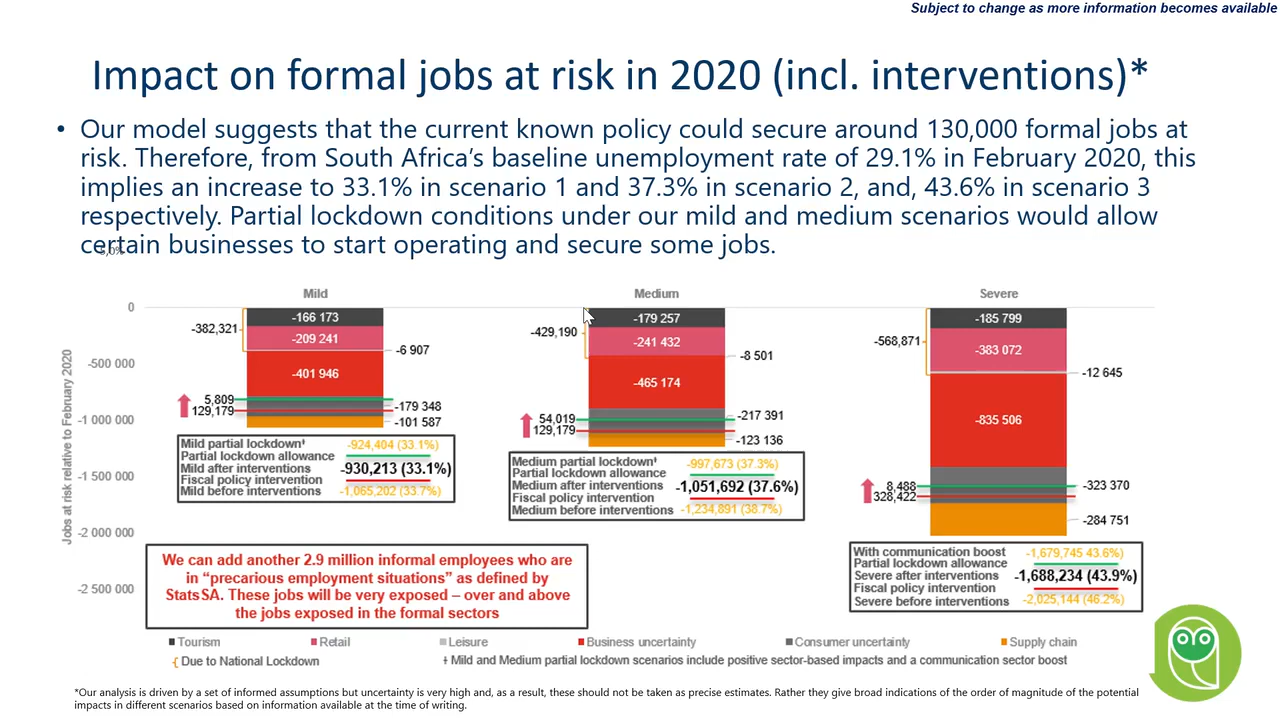 Subject to change as more information becomes available
Impact on formal jobs at risk in 2020 (incl. interventions)*
• Our model suggests that the current known policy could secure around 130,000 formal jobs at
risk. Therefore, from South Africa's baseline unemployment rate of 29.1% in February 2020, this
implies an increase to 33.1% in scenario 1 and 37.3% in scenario 2, and, 43.6% in scenario 3
respectively. Partial lockdown conditions under our mild and medium scenarios would allow
certain businesses to start operating and secure some jobs.
Jobs at risk relative to February 2020
0
-500 000
-1 000 000
-1 500 000
-2 000 000
-2 500 000
Mild
-382,321
-166 173
-209 241
-6 907
-401 946
5,809
129,179
-179 348
-101 587
Mild partial lockdown‡ -924,404 (33.1%)
Partial lockdown allowance
Mild after interventions -930,213 (33.1%)
Fiscal policy intervention
Mild before interventions -1,065,202 (33.7%)
Medium
-429,190
-179 257
-241 432
-8 501
-465 174
54,019
129,179
-217 391
-123 136
Medium partial lockdown‡ -997,673 (37.3%)
Partial lockdown allowance
Medium after interventions -1,051,692 (37.6%)
Fiscal policy intervention
Medium before interventions -1,234,891 (38.7%)
Severe
-568,871
-185 799
-383 072
-12 645
-835 506
8,488
328,422
-323 370
-284 751
With communication boost -1,679,745 43.6%)
Partial lockdown allowance
Severe after interventions -1,688,234 (43.9%)
Fiscal policy intervention
Severe before interventions -2,025,144 (46.2%)
We can add another 2.9 million informal employees who are
in "precarious employment situations" as defined by
StatsSA. These jobs will be very exposed – over and above
the jobs exposed in the formal sectors
Tourism Retail Leisure Business uncertainty Consumer uncertainty Supply chain
{ Due to National Lockdown
‡ Mild and Medium partial lockdown scenarios include positive sector-based impacts and a communication sector boost
*Our analysis is driven by a set of informed assumptions but uncertainty is very high and, as a result, these should not be taken as precise estimates. Rather they give broad indications of the order of magnitude of the potential
impacts in different scenarios based on information available at the time of writing.